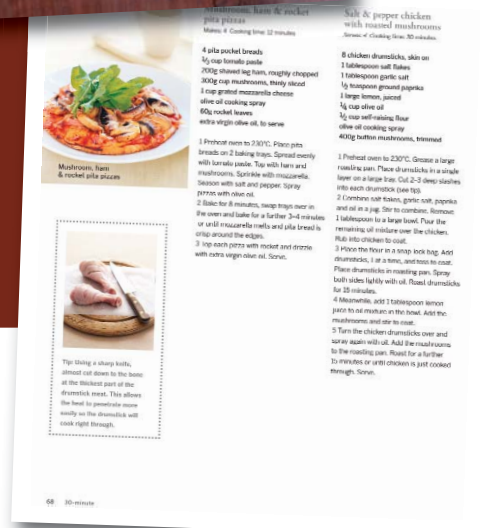 Mushroom, ham & rocket
pita pizzas
Makes 4 Cooking time: 12 minutes
4 pita pocket breads
⅓ cup tomato paste
200g shaved leg ham, roughly chopped
300g cup mushrooms, thinly sliced
1 cup grated mozzarella cheese
olive oil cooking spray
60g rocket leaves
extra virgin olive oil, to serve
1 Preheat oven to 230°C. Place pita
breads on 2 baking trays. Spread evenly
with tomato paste. Top with ham and
mushrooms. Sprinkle with mozzarella.
Season with salt and pepper. Spray
pizzas with olive oil.
2 Bake for 8 minutes, swap trays over in
the oven and bake for a further 3–4 minutes
or until mozzarella melts and pita bread is
crisp around the edges.
3 Top each pizza with rocket and drizzle
with extra virgin olive oil. Serve.
Salt & pepper chicken
with roasted mushrooms
Serves 4 Cooking time: 30 minutes
8 chicken drumsticks, skin on
1 tablespoon salt flakes
1 tablespoon garlic salt
½ teaspoon ground paprika
1 large lemon, juiced
¼ cup olive oil
½ cup self-raising flour
olive oil cooking spray
400g button mushrooms, trimmed
1 Preheat oven to 230°C. Grease a large
roasting pan. Place drumsticks in a single
layer on a large tray. Cut 2–3 deep slashes
into each drumstick (see tip).
2 Combine salt flakes, garlic salt, paprika
and oil in a jug. Stir to combine. Remove
1 tablespoon to a large bowl. Pour the
remaining oil mixture over the chicken.
Rub into chicken to coat.
3 Place the flour in a snap lock bag. Add
drumsticks, 1 at a time, and toss to coat.
Place drumsticks in roasting pan. Spray
both sides lightly with oil. Roast drumsticks
for 15 minutes.
4 Meanwhile, add 1 tablespoon lemon
juice to oil mixture in the bowl. Add the
mushrooms and stir to coat.
5 Turn the chicken drumsticks over and
spray again with oil. Add the mushrooms
to the roasting pan. Roast for a further
15 minutes or until chicken is just cooked
through. Serve.
Mushroom, ham
& rocket pita pizzas
Tip: Using a sharp knife,
almost cut down to the bone
at the thickest part of the
drumstick meat. This allows
the heat to penetrate more
easily so the drumstick will
cook right through.
68 30-minute